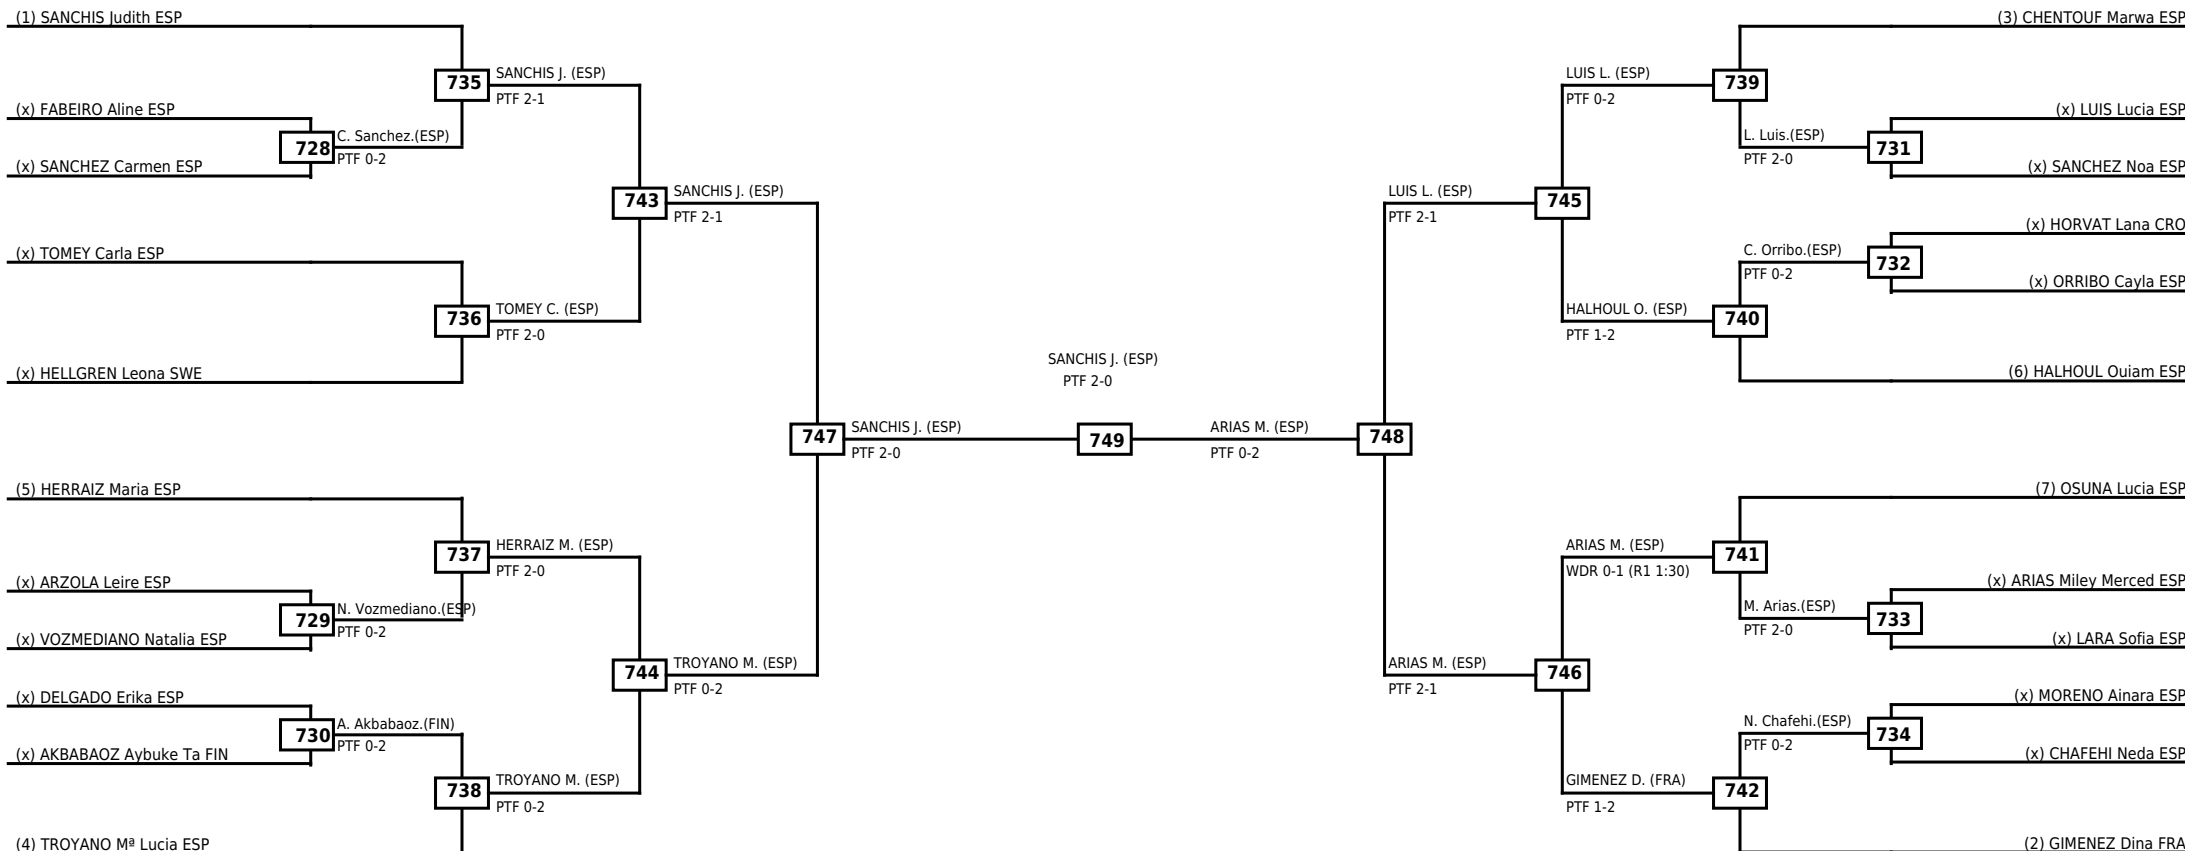 (1) SANCHIS Judith ESP
(x) FABEIRO Aline ESP
(x) SANCHEZ Carmen ESP
(x) TOMEY Carla ESP
(x) HELLGREN Leona SWE
(5) HERRAIZ Maria ESP
(x) ARZOLA Leire ESP
(x) VOZMEDIANO Natalia ESP
(x) DELGADO Erika ESP
(x) AKBABAOZ Aybuke Ta FIN
(4) TROYANO Mª Lucia ESP
728
C. Sanchez.(ESP)
PTF 0-2
729
N. Vozmediano.(ESP)
PTF 0-2
730
A. Akbabaoz.(FIN)
PTF 0-2
735
SANCHIS J. (ESP)
PTF 2-1
736
TOMEY C. (ESP)
PTF 2-0
737
HERRAIZ M. (ESP)
PTF 2-0
738
TROYANO M. (ESP)
PTF 0-2
743
SANCHIS J. (ESP)
PTF 2-1
744
TROYANO M. (ESP)
PTF 0-2
747
SANCHIS J. (ESP)
PTF 2-0
SANCHIS J. (ESP)
PTF 2-0
749
ARIAS M. (ESP)
PTF 0-2
748
LUIS L. (ESP)
PTF 2-1
745
ARIAS M. (ESP)
PTF 2-1
746
LUIS L. (ESP)
PTF 0-2
739
HALHOUL O. (ESP)
PTF 1-2
740
ARIAS M. (ESP)
WDR 0-1 (R1 1:30)
741
GIMENEZ D. (FRA)
PTF 1-2
742
L. Luis.(ESP)
PTF 2-0
731
C. Orribo.(ESP)
PTF 0-2
732
M. Arias.(ESP)
PTF 2-0
733
N. Chafehi.(ESP)
PTF 0-2
734
(3) CHENTOUF Marwa ESP
(x) LUIS Lucia ESP
(x) SANCHEZ Noa ESP
(x) HORVAT Lana CRO
(x) ORRIBO Cayla ESP
(6) HALHOUL Ouiam ESP
(7) OSUNA Lucia ESP
(x) ARIAS Miley Merced ESP
(x) LARA Sofia ESP
(x) MORENO Ainara ESP
(x) CHAFEHI Neda ESP
(2) GIMENEZ Dina FRA